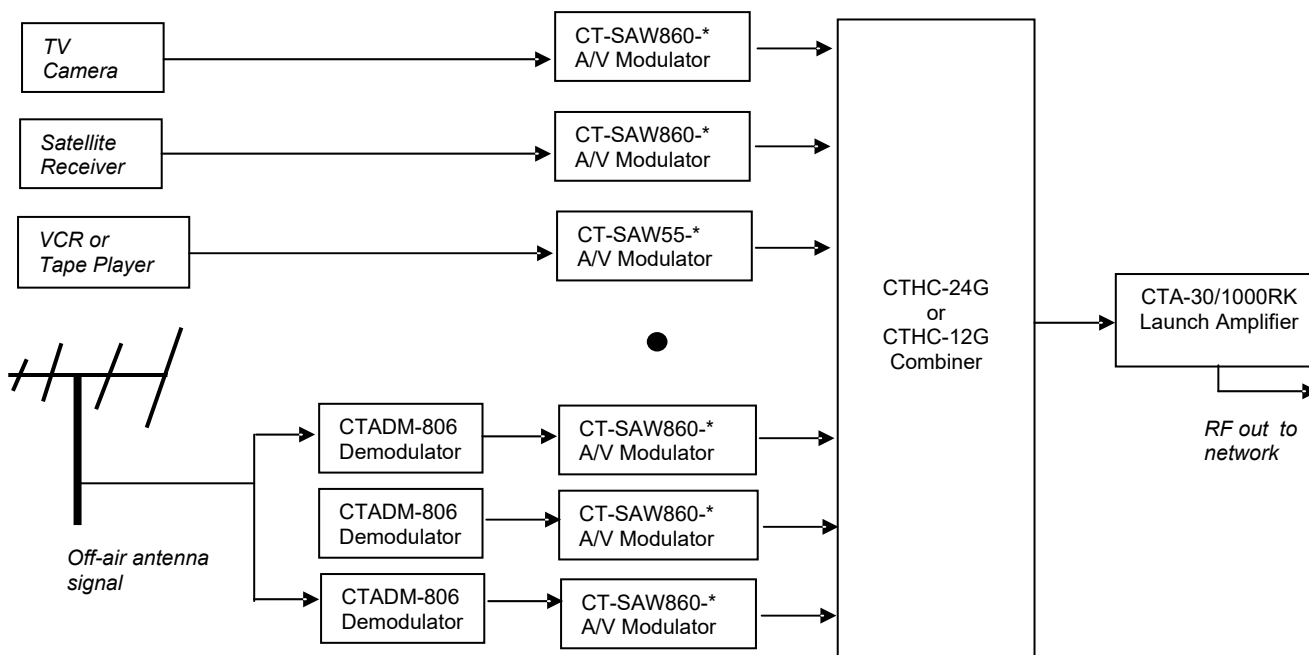 TV
Camera
CT-SAW860-*
A/V Modulator
Satellite
Receiver
CT-SAW860-*
A/V Modulator
VCR or
Tape Player
CT-SAW55-*
A/V Modulator
CTHC-24G
or
CTHC-12G
Combiner
CTA-30/1000RK
Launch Amplifier
RF out to
network
CTADM-806
Demodulator
CT-SAW860-*
A/V Modulator
CTADM-806
Demodulator
CT-SAW860-*
A/V Modulator
Off-air antenna
signal
CTADM-806
Demodulator
CT-SAW860-*
A/V Modulator